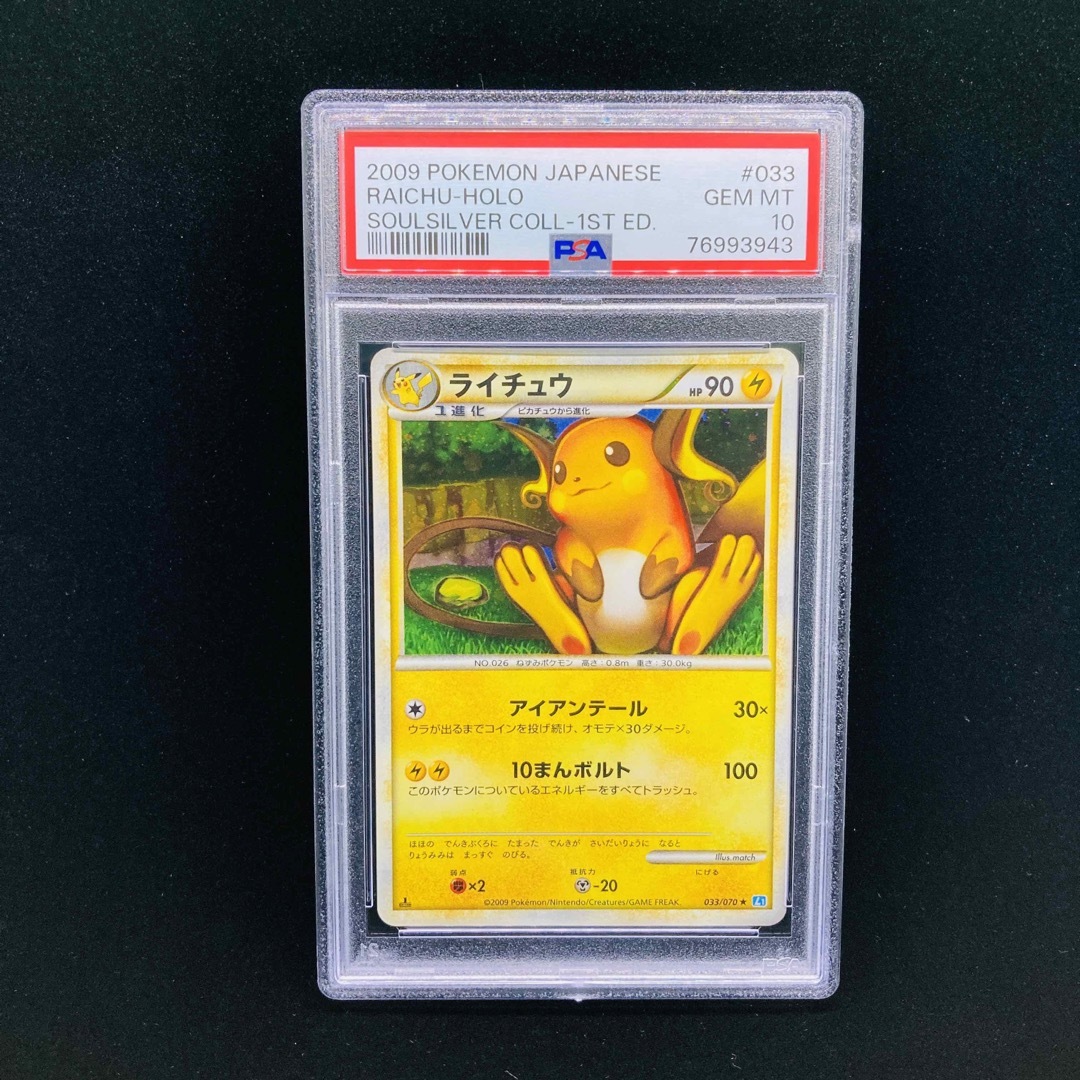 2009 POKEMON JAPANESE #033
RAICHU-HOLO GEM MT
SOULSILVER COLL-1ST ED. 10
PSA 76993943
ライチュウ HP90
1進化 ピカチュウから進化
NO.026 ねずみポケモン 高さ:0.8m 重さ:30.0kg
アイアンテール 30×
ウラが出るまでコインを投げ続け、オモテ×30ダメージ。
10まんボルト 100
このポケモンについているエネルギーをすべてトラッシュ。
ほほの でんきぶくろに たまった でんきが さいだいりょうに なると
りょうみみは まっすぐ のびる。
Illus. match
弱点 抵抗力 にげる
×2 -20
©2009 Pokémon/Nintendo/Creatures/GAME FREAK. 033/070 ★ L1